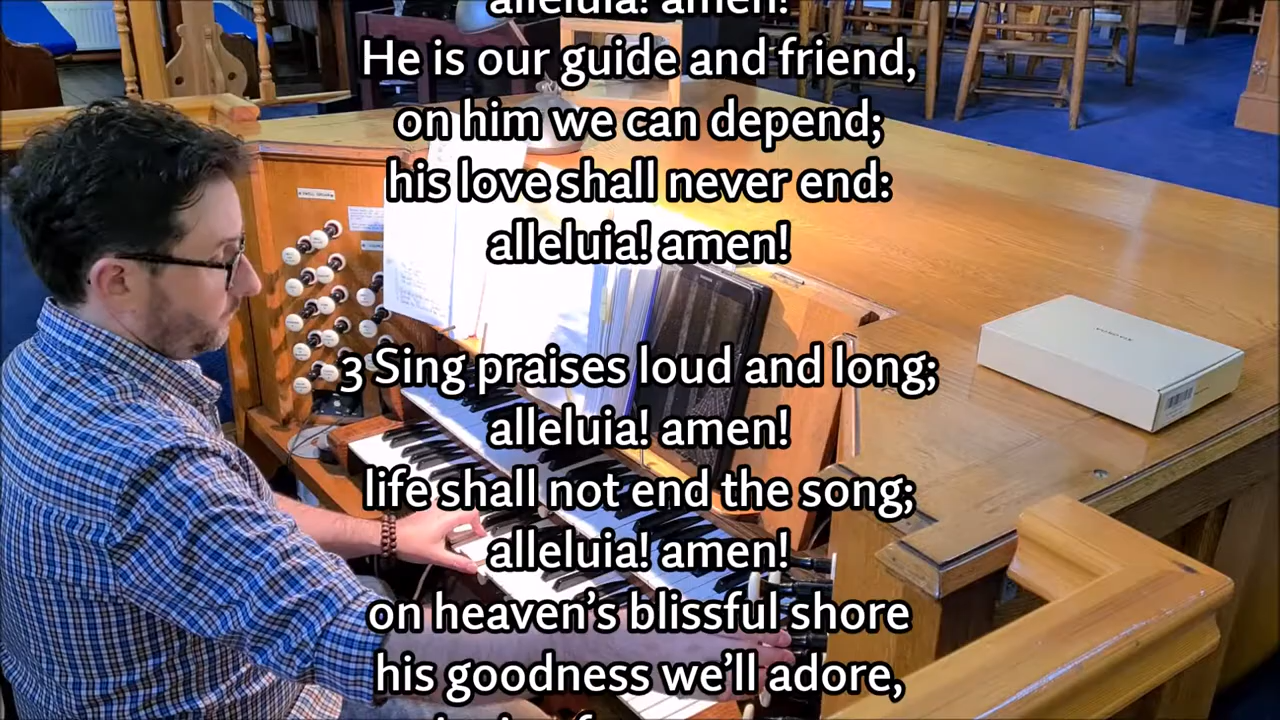 alleluia! amen!
He is our guide and friend,
on him we can depend;
his love shall never end:
alleluia! amen!
3 Sing praises loud and long;
alleluia! amen!
life shall not end the song;
alleluia! amen!
on heaven's blissful shore
his goodness we'll adore,